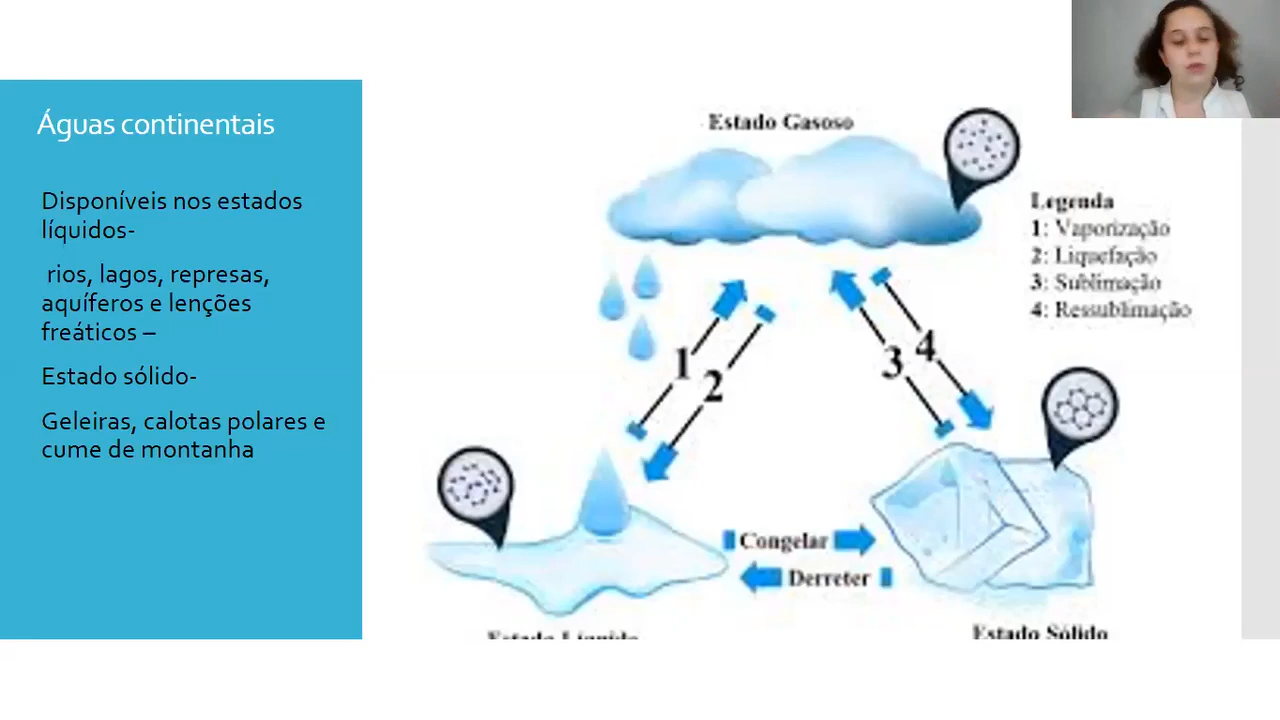 Águas continentais
Disponíveis nos estados
líquidos-
rios, lagos, represas,
aquíferos e lenções
freáticos –
Estado sólido-
Geleiras, calotas polares e
cume de montanha
Estado Gasoso
Legenda
1: Vaporização
2: Liquefação
3: Sublimação
4: Ressublimação
1
2
3
4
Congelar
Derreter
Estado Líquido
Estado Sólido